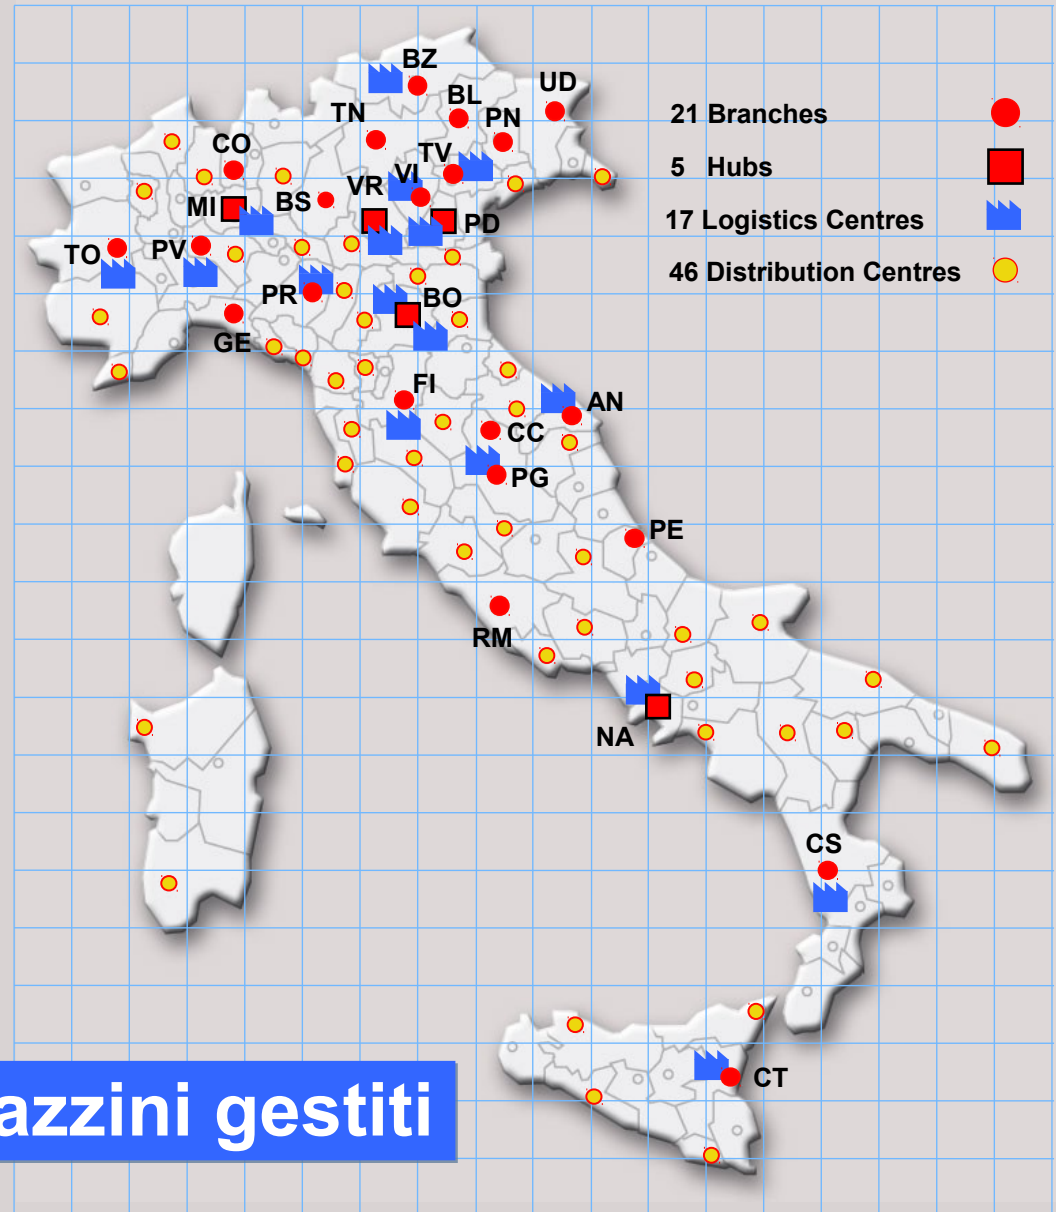 BZ
UD
BL
TN
PN
21 Branches
CO
TV
5 Hubs
VI
VR
BS
MI
17 Logistics Centres
PD
PV
TO
46 Distribution Centres
PR
BO
GE
FI
AN
CC
PG
PE
RM
NA
CS
CT
azzini gestiti